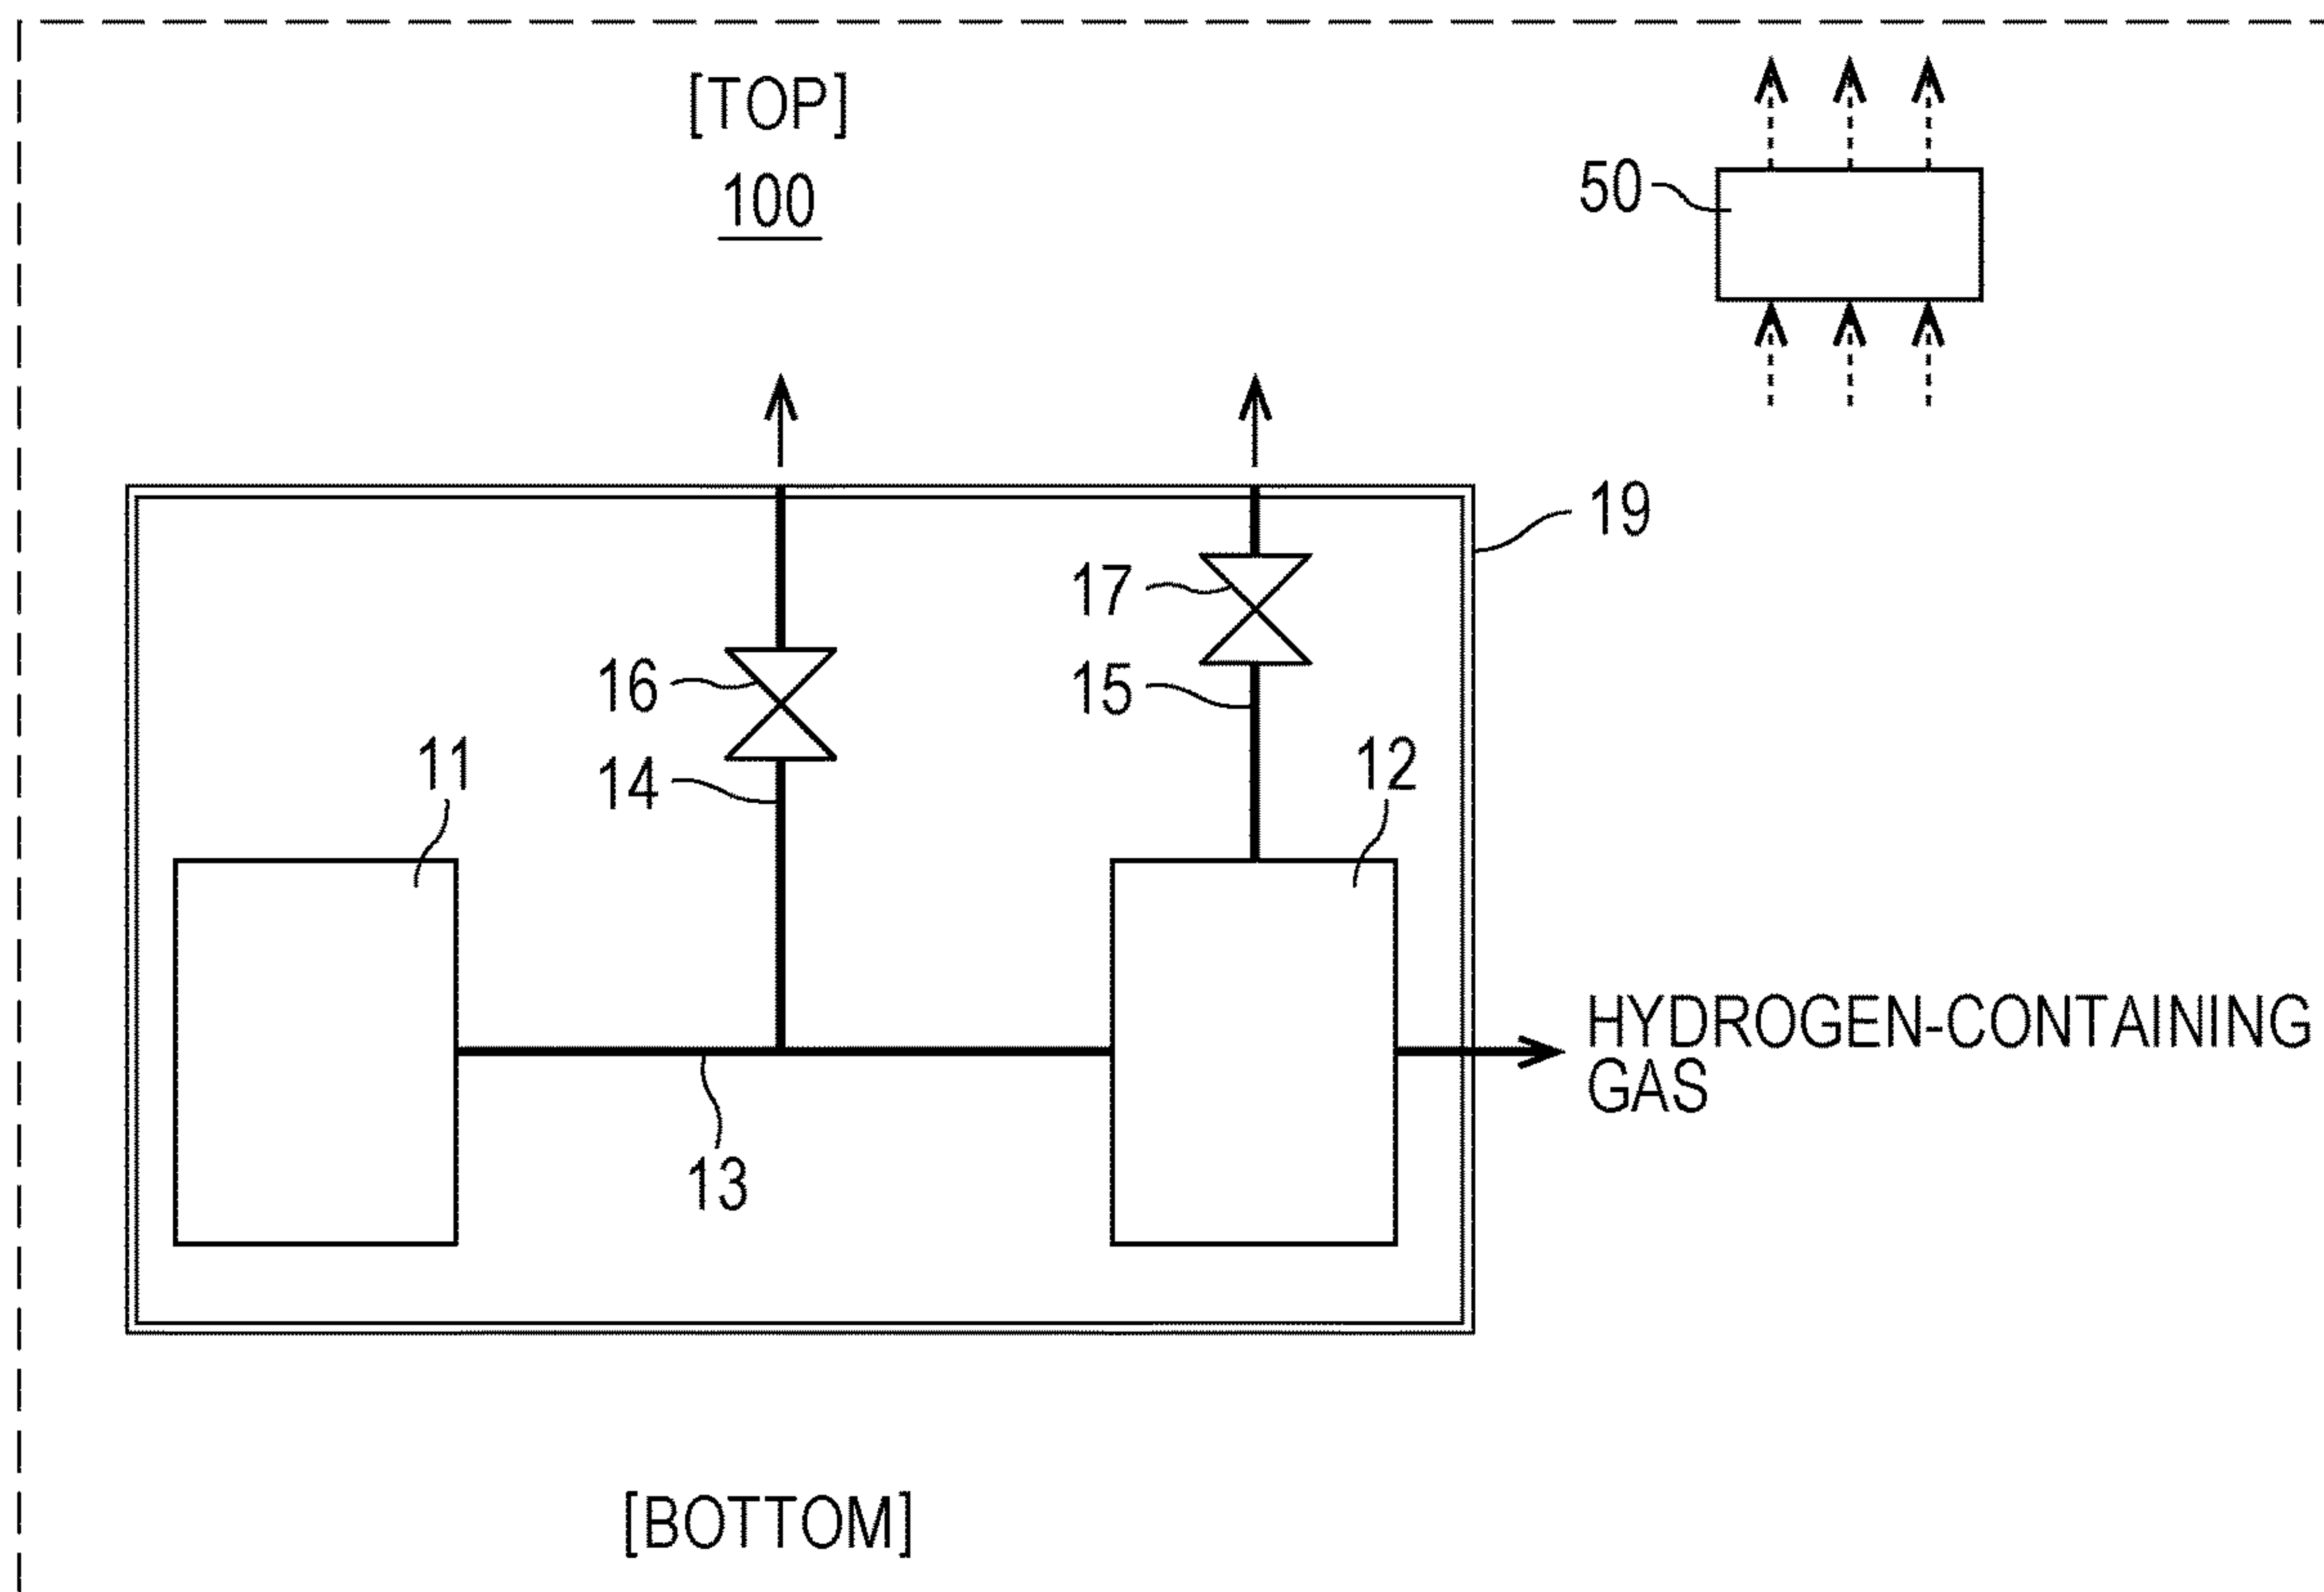 [TOP]
100
50
19
17
16
15
14
11
12
HYDROGEN-CONTAINING
GAS
13
[BOTTOM]